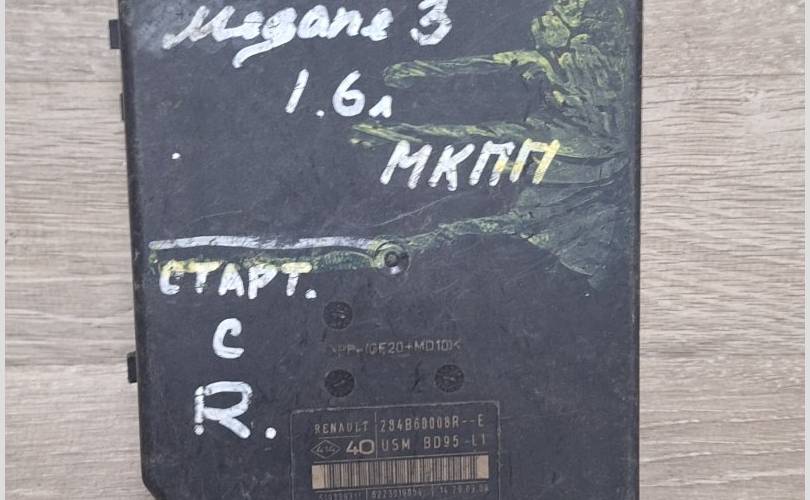 Megane 3
1.6л
МКПП
СТАРТ.
С
R.
>PP-(GF20+MD10)<
RENAULT 284B60008R--E
40 USM BD95-L1